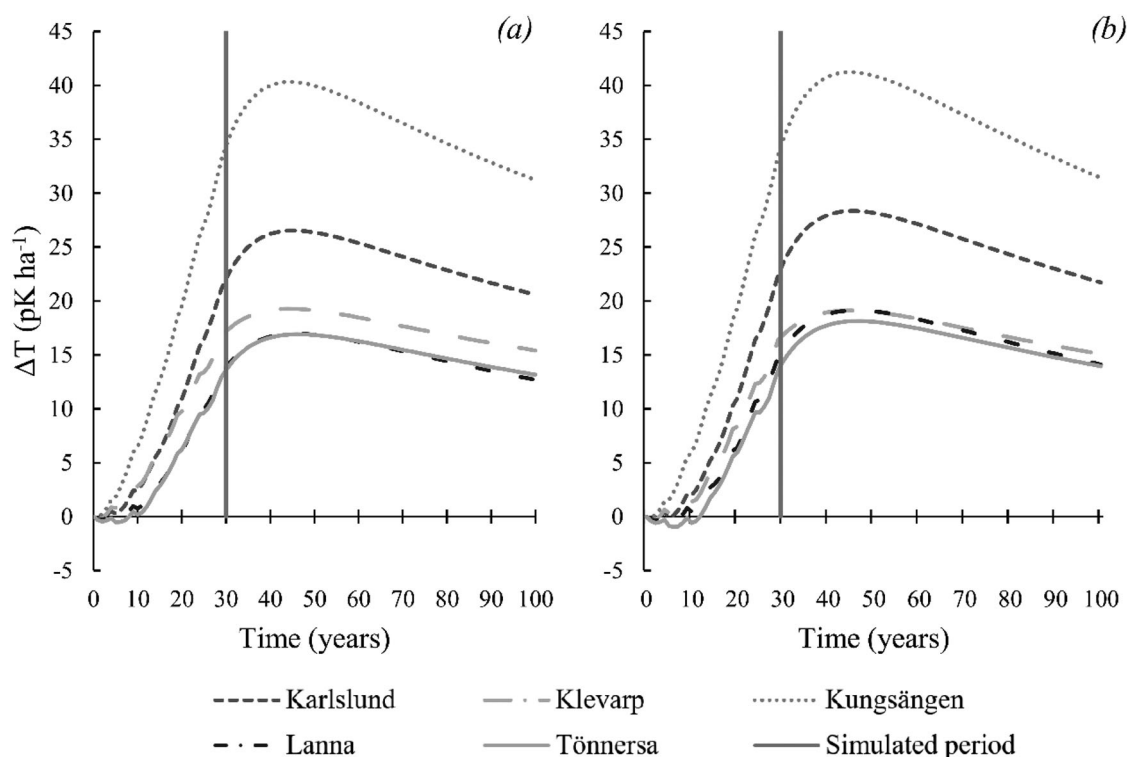 (a)
ΔT (pK ha⁻¹)
45
40
35
30
25
20
15
10
5
0
-5
0 10 20 30 40 50 60 70 80 90 100
Time (years)
(b)
45
40
35
30
25
20
15
10
5
0
-5
0 10 20 30 40 50 60 70 80 90 100
Time (years)
Karlslund Klevarp Kungsängen
Lanna Tönnersa Simulated period